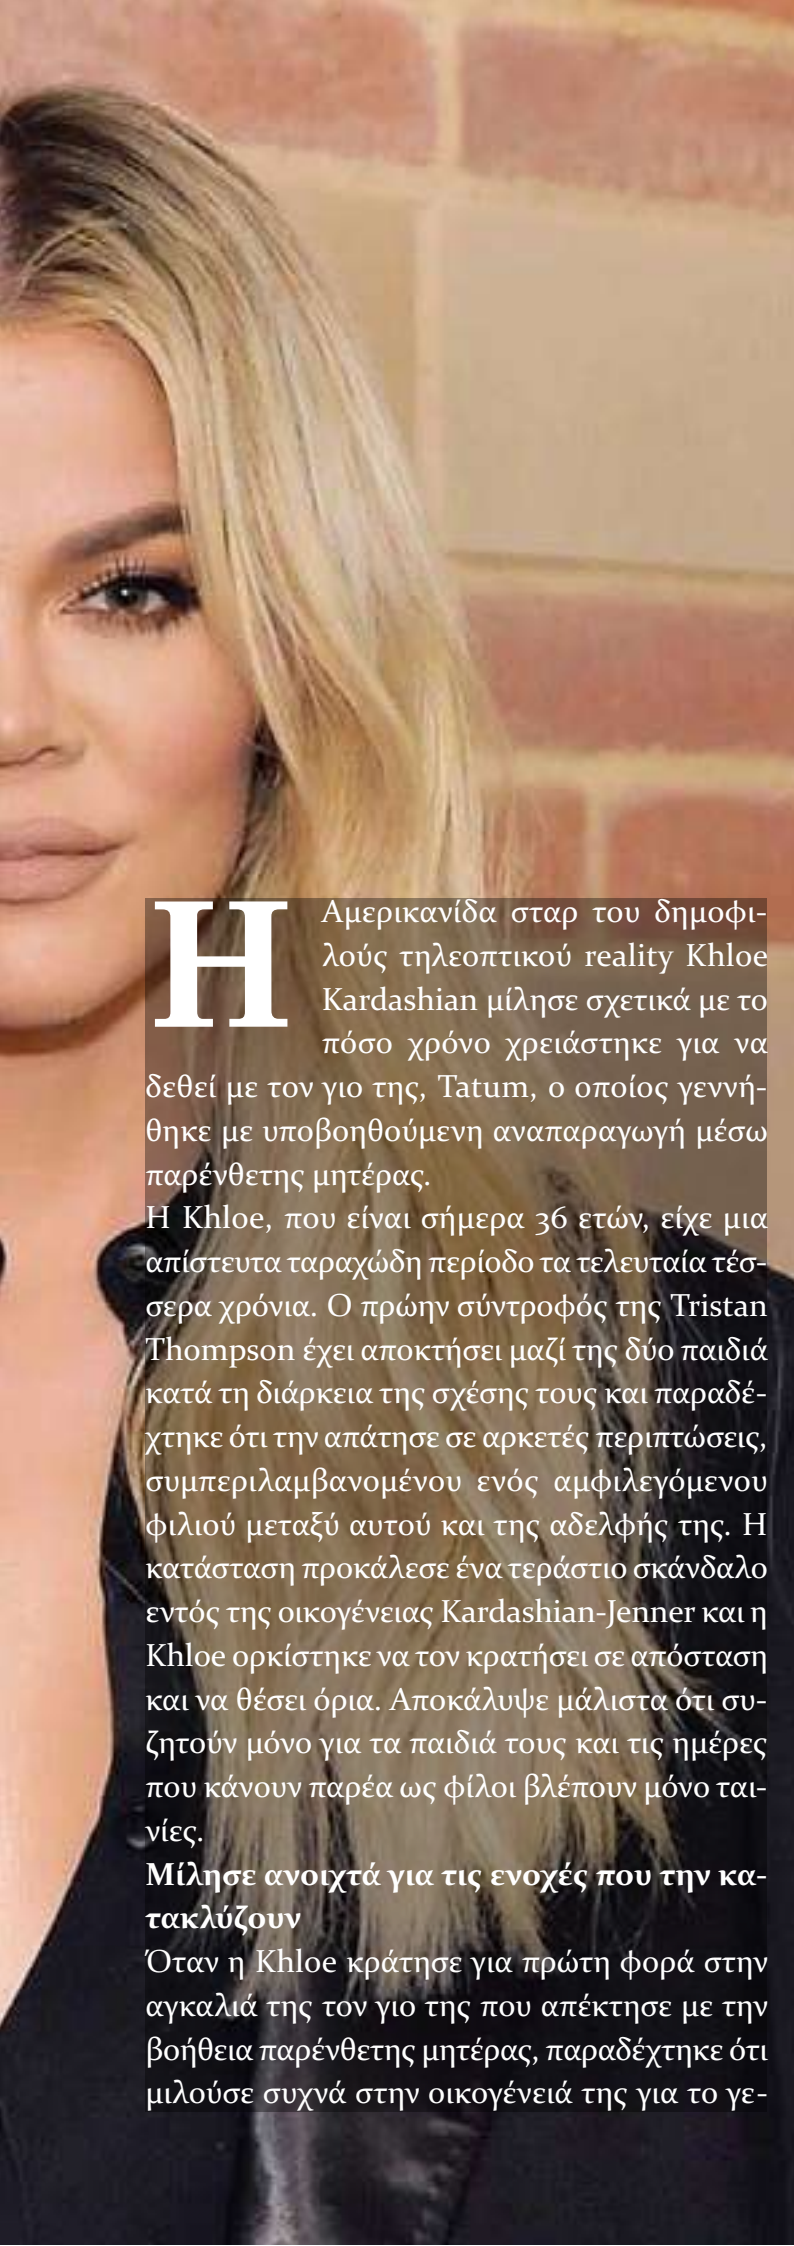 Η Αμερικανίδα σταρ του δημοφι-
λούς τηλεοπτικού reality Khloe
Kardashian μίλησε σχετικά με το
πόσο χρόνο χρειάστηκε για να
δεθεί με τον γιο της, Tatum, ο οποίος γεννή-
θηκε με υποβοηθούμενη αναπαραγωγή μέσω
παρένθετης μητέρας.
Η Khloe, που είναι σήμερα 36 ετών, είχε μια
απίστευτα ταραχώδη περίοδο τα τελευταία τέσ-
σερα χρόνια. Ο πρώην σύντροφός της Tristan
Thompson έχει αποκτήσει μαζί της δύο παιδιά
κατά τη διάρκεια της σχέσης τους και παραδέ-
χτηκε ότι την απάτησε σε αρκετές περιπτώσεις,
συμπεριλαμβανομένου ενός αμφιλεγόμενου
φιλιού μεταξύ αυτού και της αδελφής της. Η
κατάσταση προκάλεσε ένα τεράστιο σκάνδαλο
εντός της οικογένειας Kardashian-Jenner και η
Khloe ορκίστηκε να τον κρατήσει σε απόσταση
και να θέσει όρια. Αποκάλυψε μάλιστα ότι συ-
ζητούν μόνο για τα παιδιά τους και τις ημέρες
που κάνουν παρέα ως φίλοι βλέπουν μόνο ται-
νίες.
Μίλησε ανοιχτά για τις ενοχές που την κα-
τακλύζουν
Όταν η Khloe κράτησε για πρώτη φορά στην
αγκαλιά της τον γιο της που απέκτησε με την
βοήθεια παρένθετης μητέρας, παραδέχτηκε ότι
μιλούσε συχνά στην οικογένειά της για το γε-